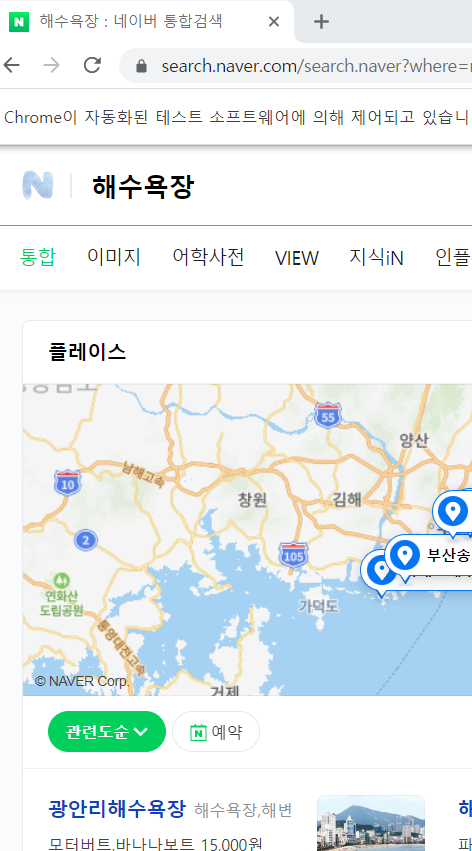 해수욕장 : 네이버 통합검색
search.naver.com/search.naver?where=
Chrome이 자동화된 테스트 소프트웨어에 의해 제어되고 있습니
해수욕장
통합 이미지 어학사전 VIEW 지식iN 인플
플레이스
55
양산
남해고속
10
창원 김해
2
105
부산송
연화산
도립공원
가덕도
통영대전고속
© NAVER Corp.
거제
관련도순 예약
광안리해수욕장 해수욕장,해변
모터보트,바나나보트 15,000원